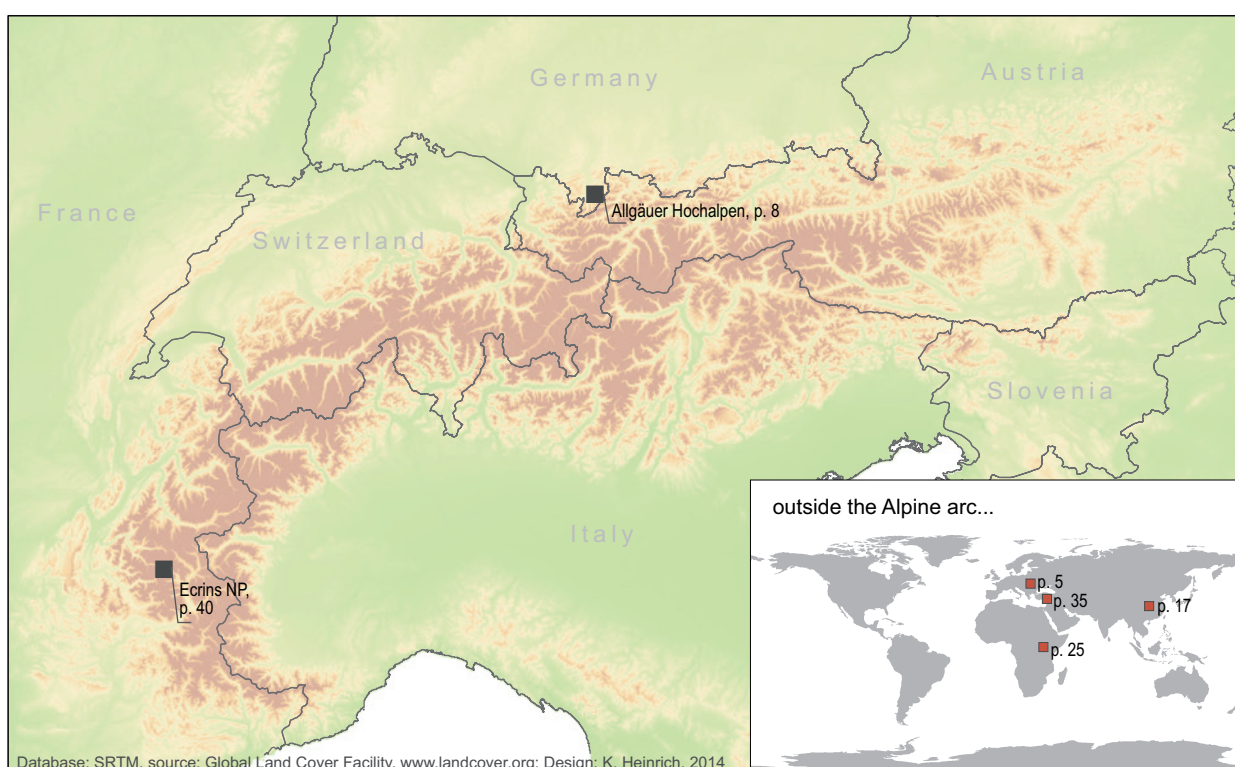 Germany
Austria
France
Allgäuer Hochalpen, p. 8
Switzerland
Slovenia
outside the Alpine arc...
Italy
p. 5
p. 35
p. 17
p. 25
Ecrins NP,
p. 40
Database: SRTM, source: Global Land Cover Facility, www.landcover.org; Design: K. Heinrich, 2014